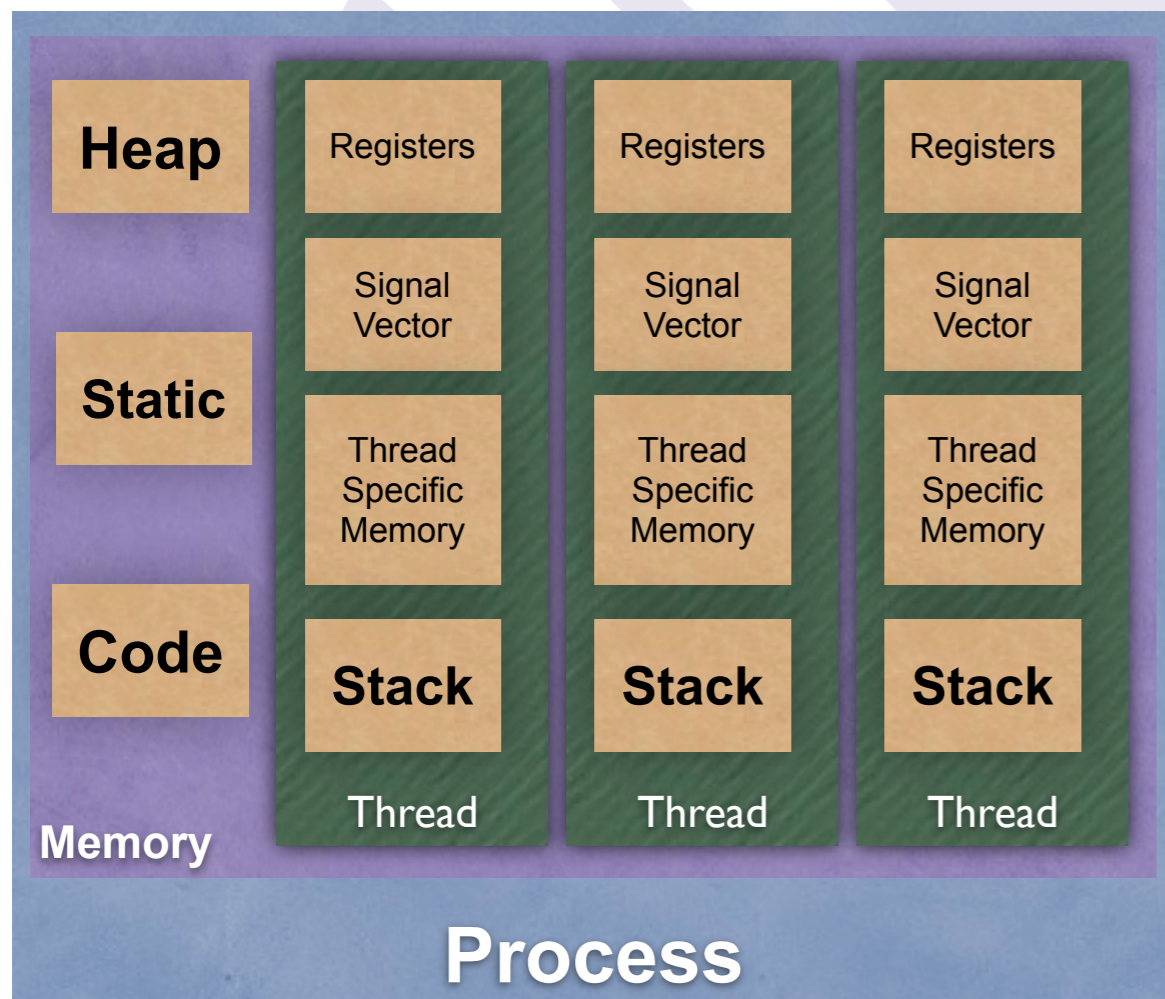 Heap
Static
Code
Memory
Registers
Signal
Vector
Thread
Specific
Memory
Stack
Thread
Registers
Signal
Vector
Thread
Specific
Memory
Stack
Thread
Registers
Signal
Vector
Thread
Specific
Memory
Stack
Thread
Process